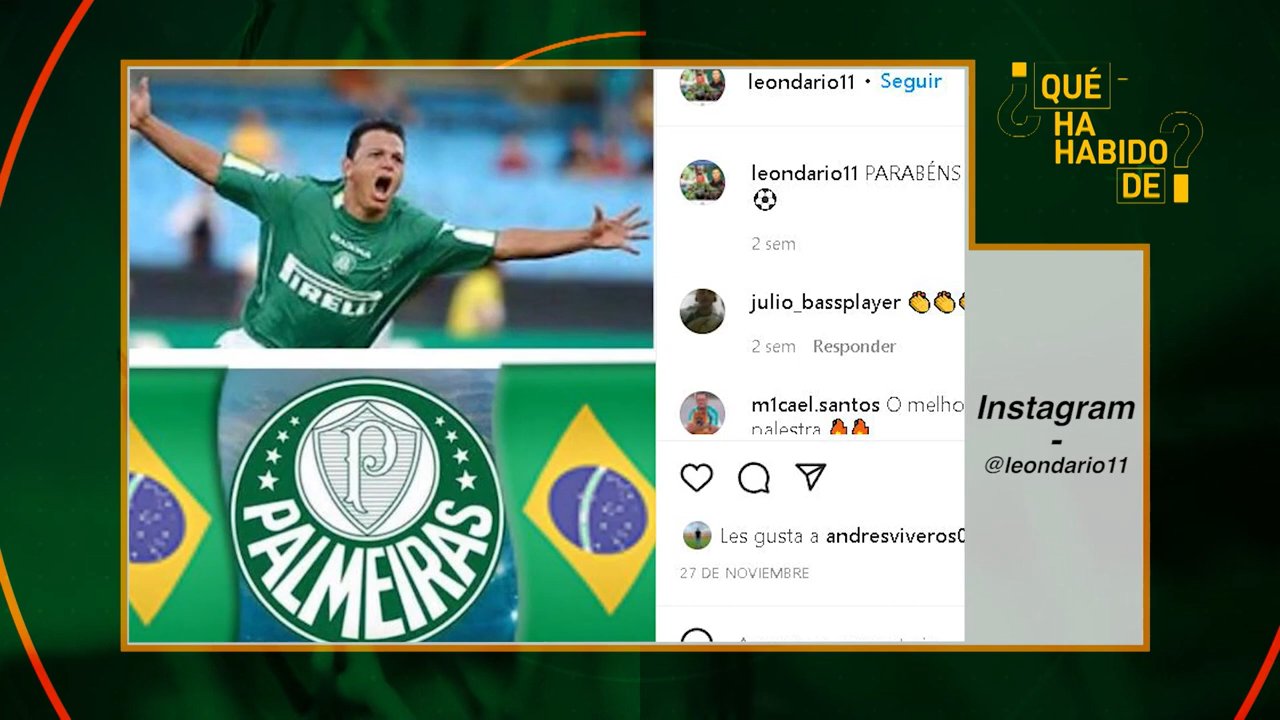 leondario11 • Seguir
leondario11 PARABÉNS
2 sem
julio_bassplayer
2 sem Responder
m1cael.santos O melho
palestra
Les gusta a andresviveros0
27 DE NOVIEMBRE
¿QUÉ
HA
HABIDO
DE?
Instagram
-
@leondario11
DIADORA
PIRELLI
P
PALMEIRAS